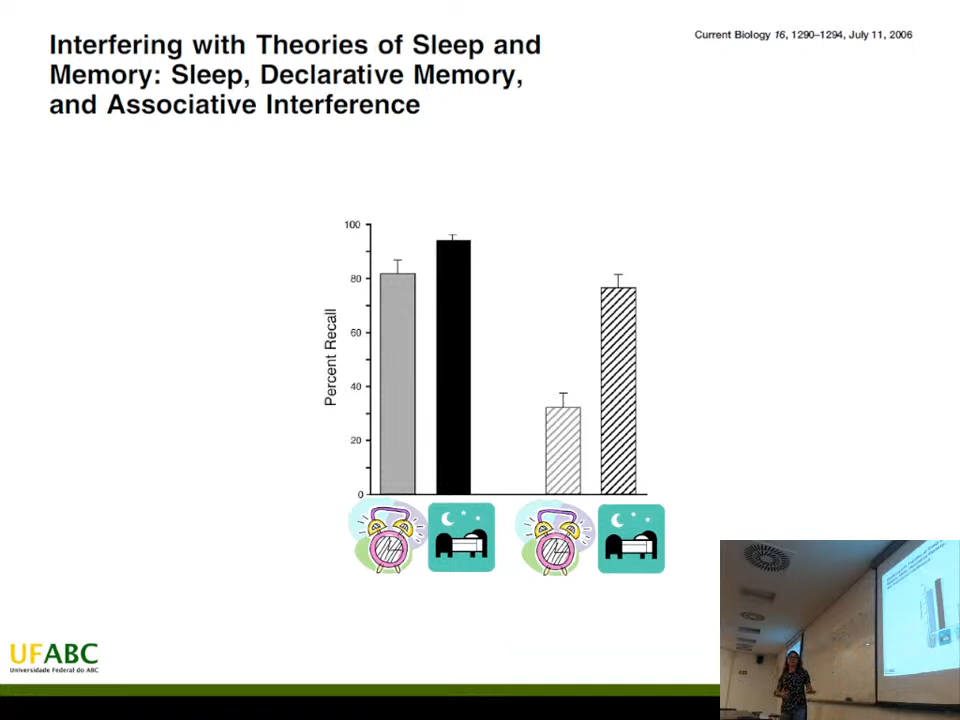 Interfering with Theories of Sleep and
Memory: Sleep, Declarative Memory,
and Associative Interference
Current Biology 16, 1290–1294, July 11, 2006
Percent Recall
100
80
60
40
20
0
UFABC
Universidade Federal do ABC